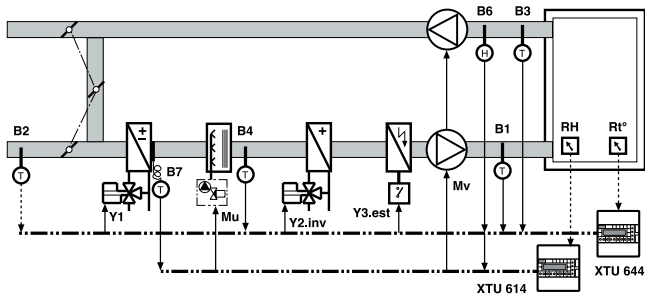 B6 B3
H T
B2
+
−
B4
+
B1
RH Rt°
T
B7
T
T
T
Mv
Y1
Mu
Y2.inv
Y3.est
XTU 614
XTU 644